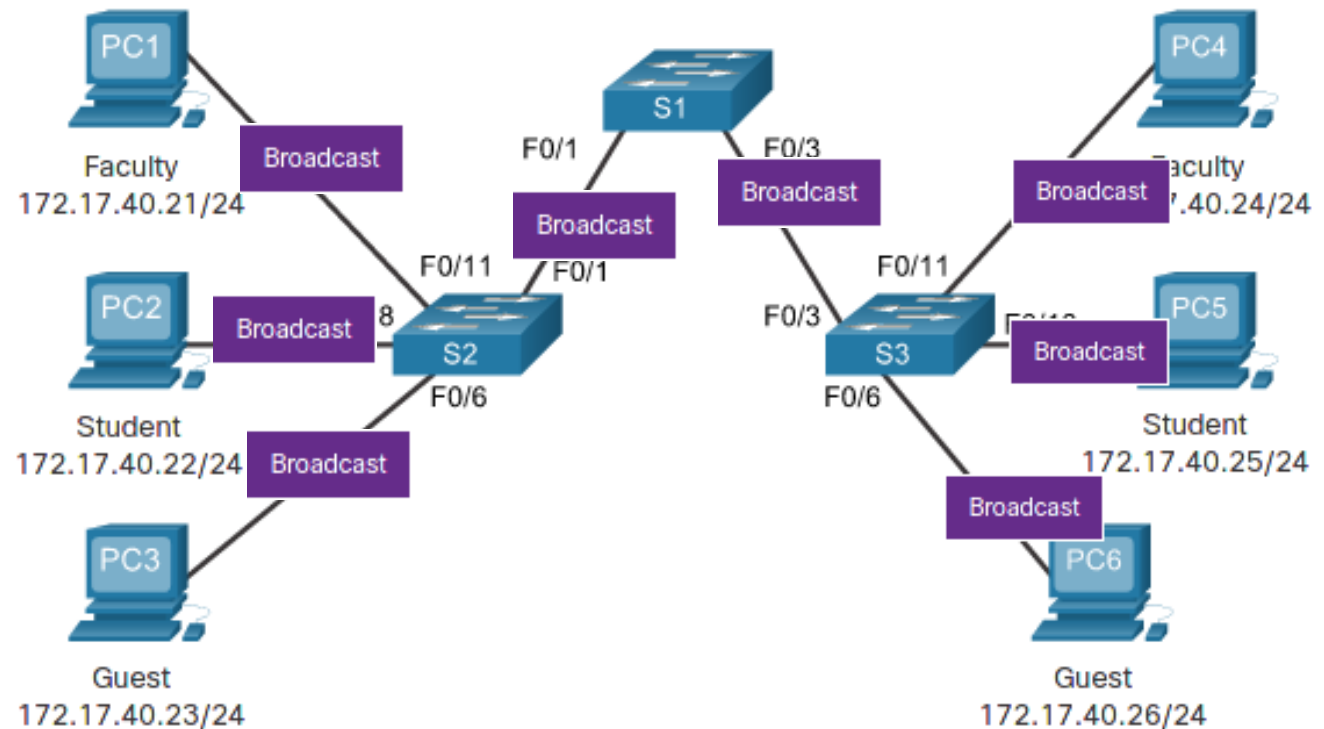 PC1
Faculty
172.17.40.21/24
Broadcast
S1
F0/1
F0/3
Broadcast
Broadcast
PC4
aculty
7.40.24/24
Broadcast
F0/11
F0/1
PC2
Student
172.17.40.22/24
Broadcast
8
S2
F0/6
F0/11
F0/3
S3
F0/6
Broadcast
PC5
Student
172.17.40.25/24
Broadcast
PC3
Guest
172.17.40.23/24
Broadcast
PC6
Guest
172.17.40.26/24